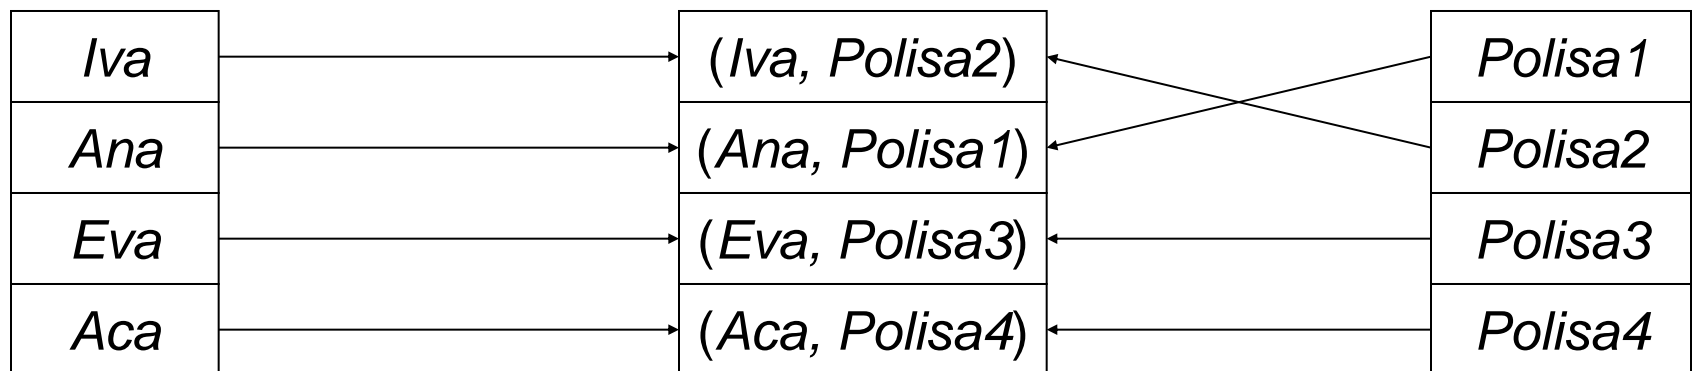 Iva (Iva, Polisa2) Polisa1
Ana (Ana, Polisa1) Polisa2
Eva (Eva, Polisa3) Polisa3
Aca (Aca, Polisa4) Polisa4